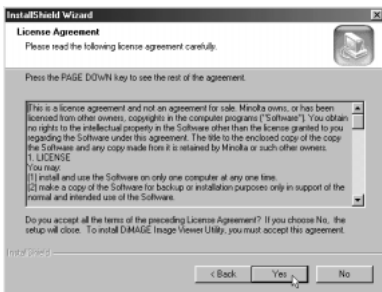 InstallShield Wizard
License Agreement
Please read the following license agreement carefully.
Press the PAGE DOWN key to see the rest of the agreement.
This is a license agreement and not an agreement for sale. Minolta owns, or has been
licensed from other owners, copyrights in the computer programs ("Software"). You obtain
no rights to the intellectual property in the Software other than the license granted to you
regarding the Software under this agreement. The title to the enclosed copy of the copy
the Software and any copy made from it is retained by Minolta or such other owners.
1. LICENSE
You may:
(1) install and use the Software on only one computer at any one time.
(2) make a copy of the Software for backup or installation purposes only in support of the
normal and intended use of the Software.
Do you accept all the terms of the preceding License Agreement? If you choose No, the
setup will close. To install DiMAGE Image Viewer Utility, you must accept this agreement.
InstallShield
< Back Yes No